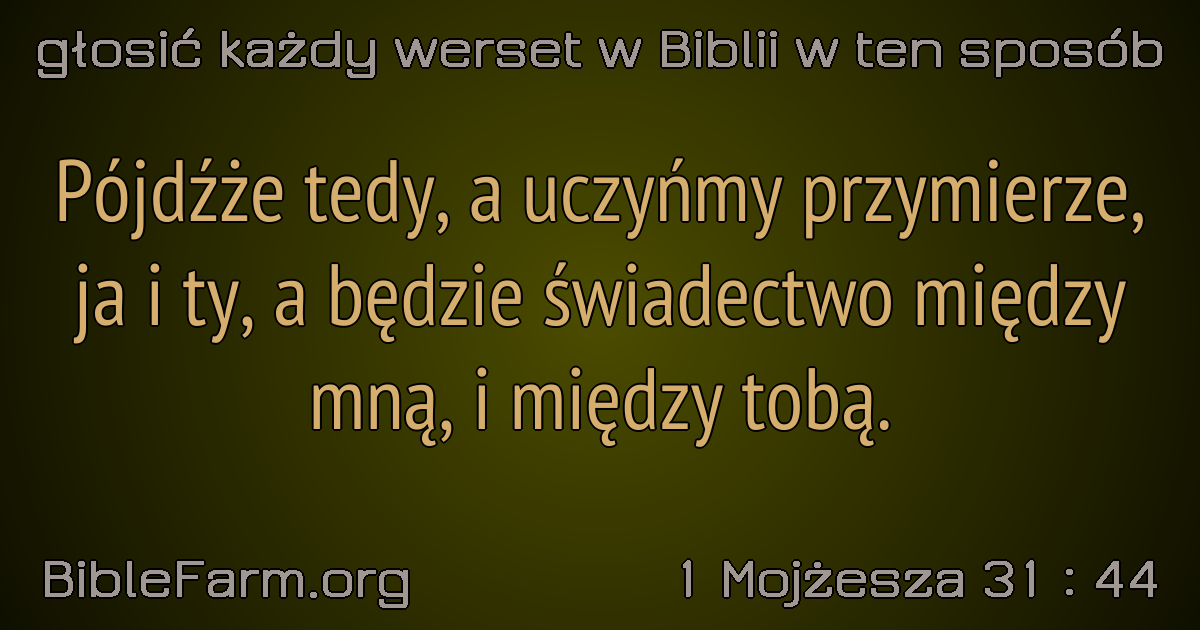 głosić każdy werset w Biblii w ten sposób
Pójdźże tedy, a uczyńmy przymierze,
ja i ty, a będzie świadectwo między
mną, i między tobą.
BibleFarm.org
1 Mojżesza 31 : 44